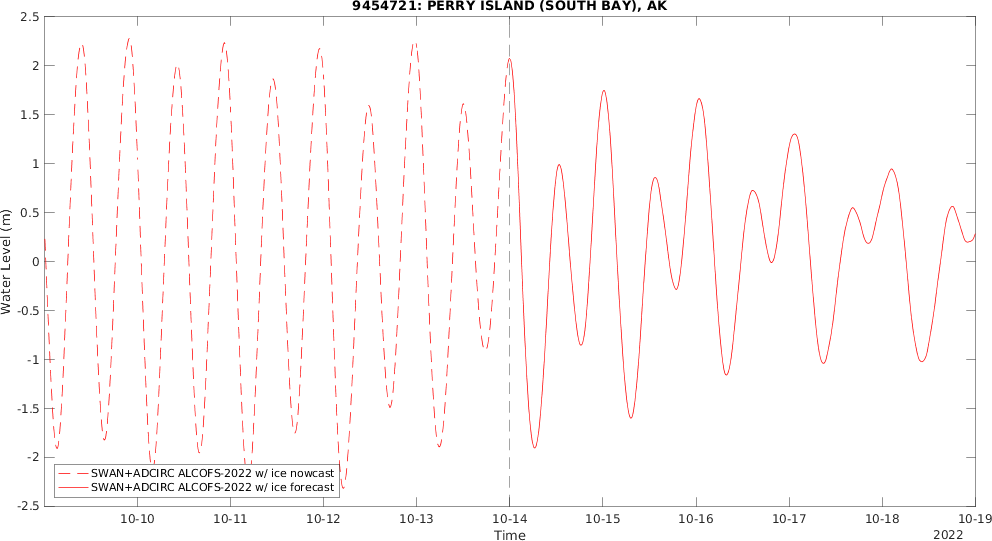 9454721: PERRY ISLAND (SOUTH BAY), AK
2.5
2
1.5
1
0.5
0
-0.5
-1
-1.5
-2
-2.5
Water Level (m)
SWAN+ADCIRC ALCOFS-2022 w/ ice nowcast
SWAN+ADCIRC ALCOFS-2022 w/ ice forecast
10-10 10-11 10-12 10-13 10-14 10-15 10-16 10-17 10-18 10-19
Time
2022